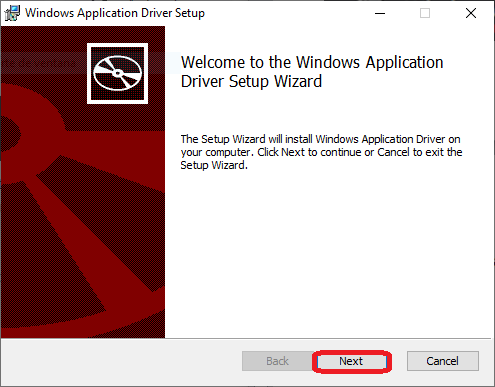 Windows Application Driver Setup
Welcome to the Windows Application
Driver Setup Wizard
The Setup Wizard will install Windows Application Driver on
your computer. Click Next to continue or Cancel to exit the
Setup Wizard.
Back
Next
Cancel